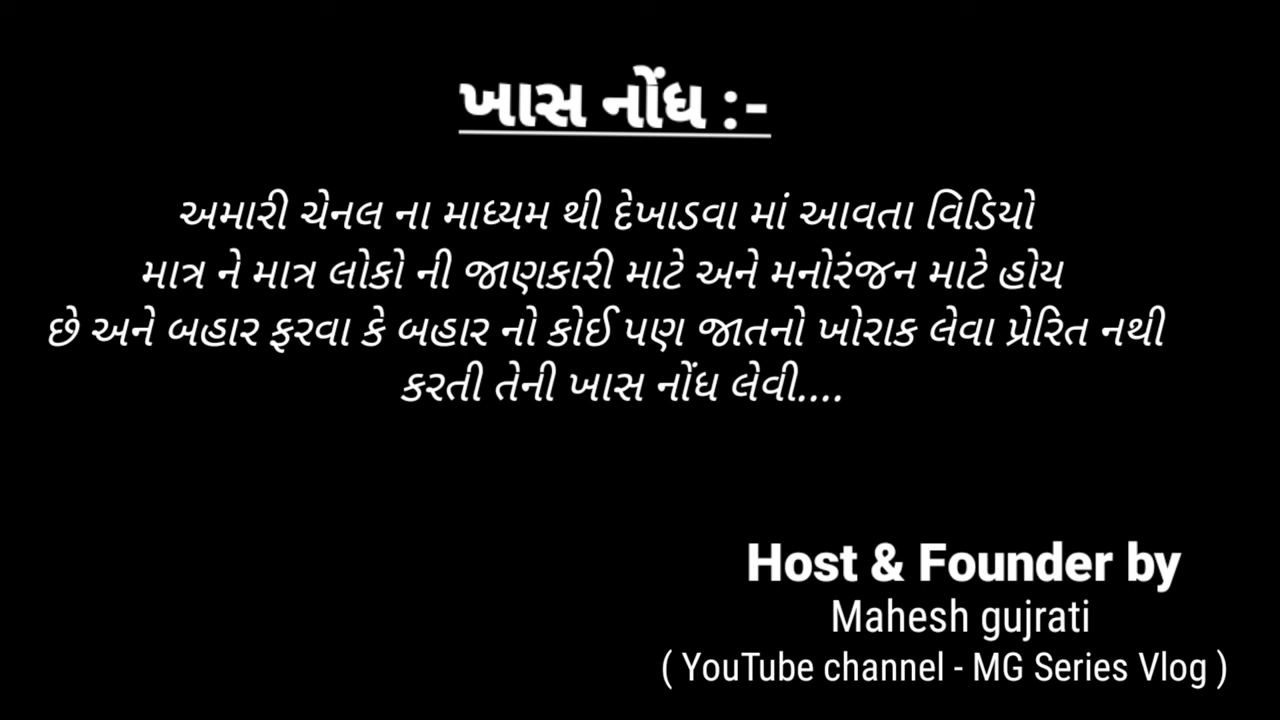 ખાસ નોંધ :-
અમારી ચેનલ ના માધ્યમ થી દેખાડવા માં આવતા વિડિયો
માત્ર ને માત્ર લોકો ની જાણકારી માટે અને મનોરંજન માટે હોય
છે અને બહાર ફરવા કે બહાર નો કોઈ પણ જાતનો ખોરાક લેવા પ્રેરિત નથી
કરતી તેની ખાસ નોંધ લેવી....
Host & Founder by
Mahesh gujrati
( YouTube channel - MG Series Vlog )